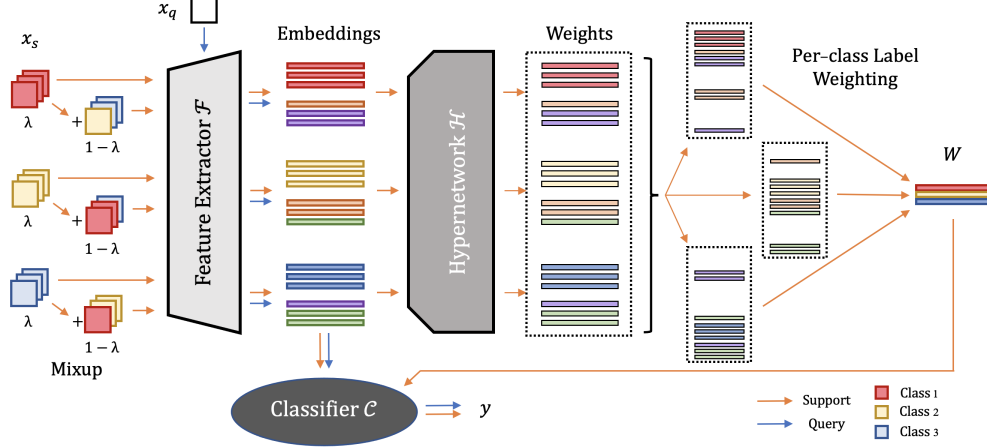 x_q
x_s
Embeddings
Weights
Per–class Label
Weighting
λ
+
1 − λ
Feature Extractor ℱ
Hypernetwork ℋ
W
λ
+
1 − λ
λ
+
1 − λ
Mixup
Classifier 𝒞
y
Support
Query
Class 1
Class 2
Class 3